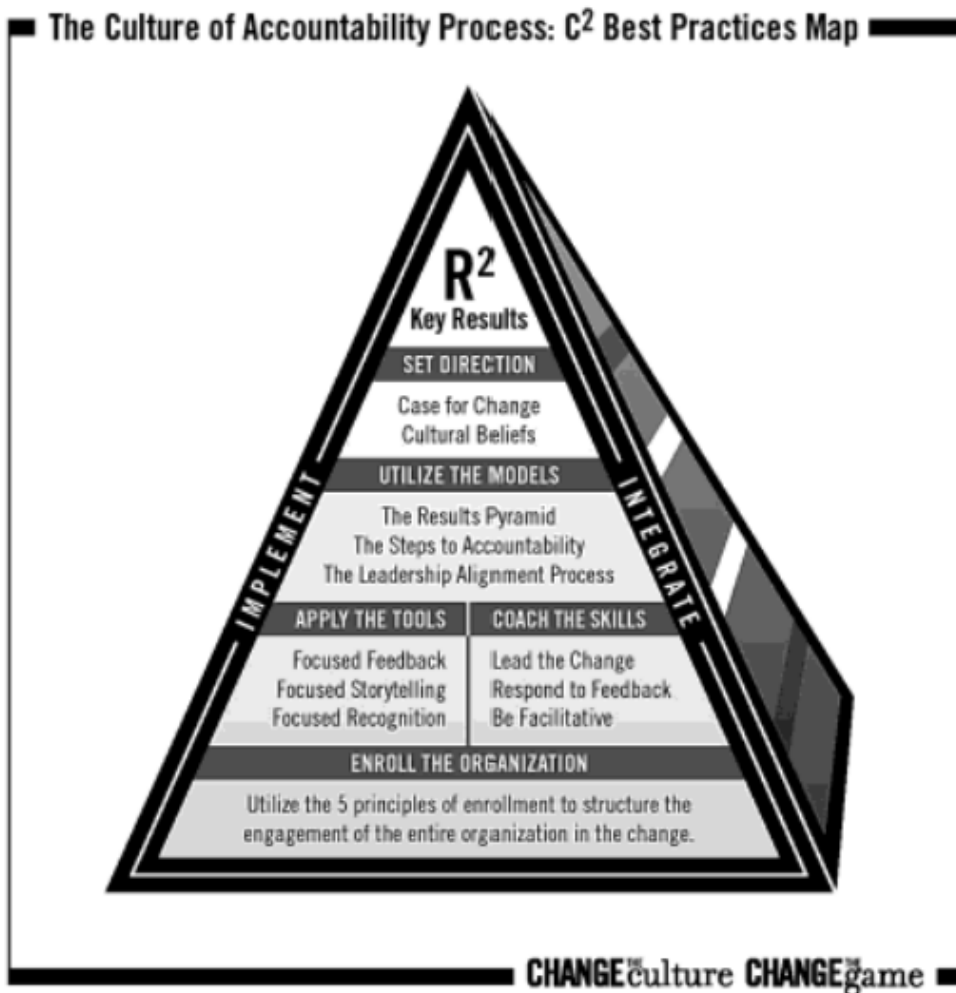 The Culture of Accountability Process: C² Best Practices Map
R²
Key Results
SET DIRECTION
Case for Change
Cultural Beliefs
UTILIZE THE MODELS
The Results Pyramid
The Steps to Accountability
The Leadership Alignment Process
IMPLEMENT
INTEGRATE
APPLY THE TOOLS
Focused Feedback
Focused Storytelling
Focused Recognition
COACH THE SKILLS
Lead the Change
Respond to Feedback
Be Facilitative
ENROLL THE ORGANIZATION
Utilize the 5 principles of enrollment to structure the
engagement of the entire organization in the change.
CHANGE THE culture CHANGE THE game